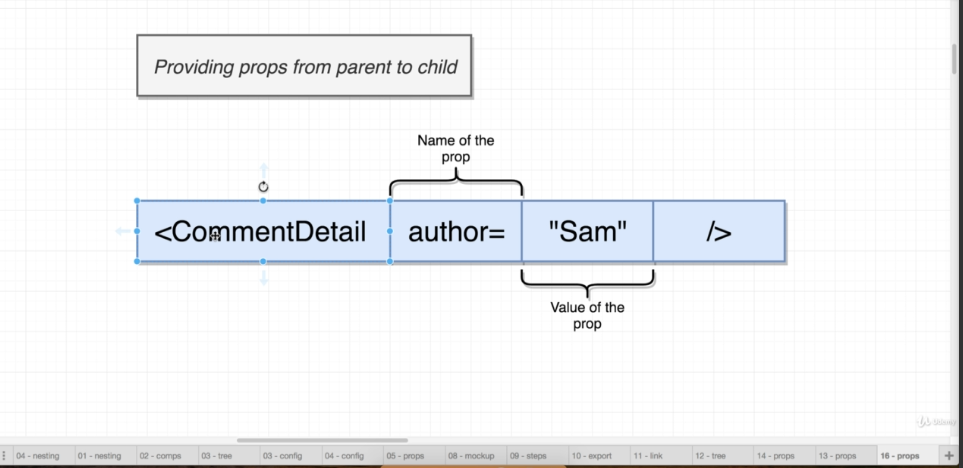 Providing props from parent to child
Name of the
prop
<CommentDetail author= "Sam" />
Value of the
prop
Udemy
04 - nesting 01 - nesting 02 - comps 03 - tree 03 - config 04 - config 05 - props 08 - mockup 09 - steps 10 - export 11 - link 12 - tree 14 - props 13 - props 16 - props